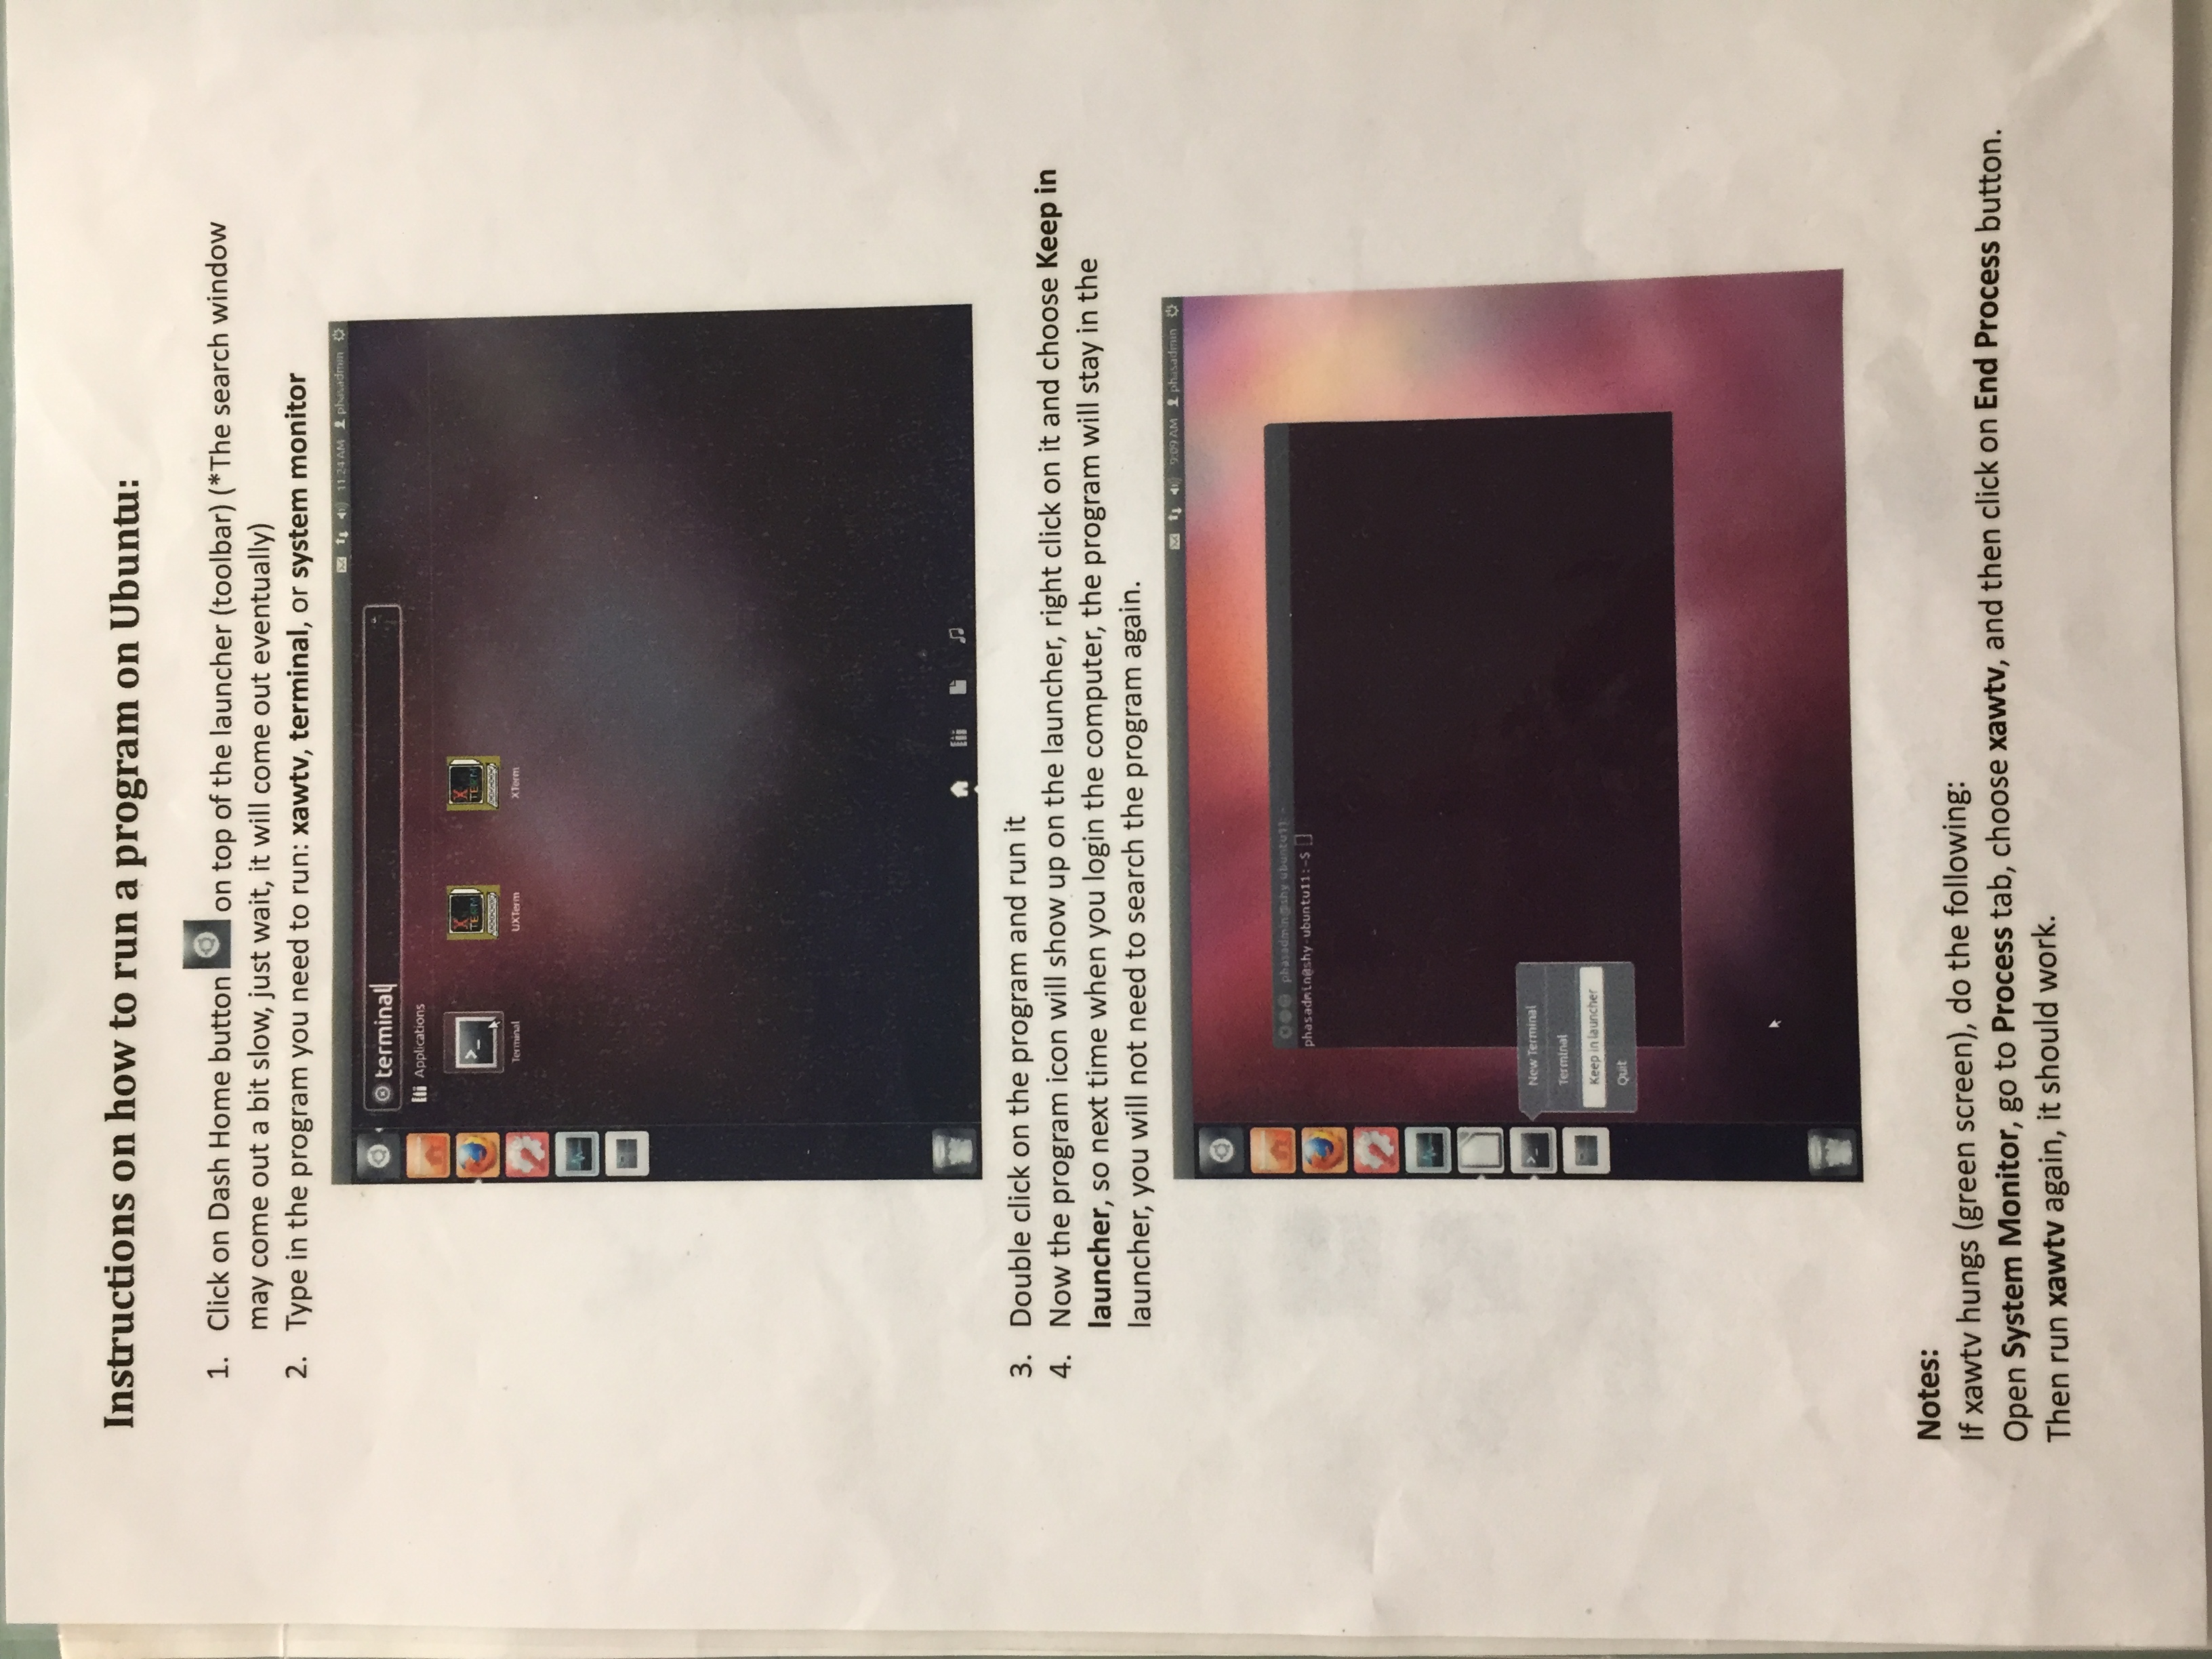 Instructions on how to run a program on Ubuntu:
1. Click on Dash Home button on top of the launcher (toolbar) (*The search window
may come out a bit slow, just wait, it will come out eventually)
2. Type in the program you need to run: xawtv, terminal, or system monitor
11:24 AM phasadmin
terminal
Applications
X TERM X TERM
Terminal UXTerm XTerm
3. Double click on the program and run it
4. Now the program icon will show up on the launcher, right click on it and choose Keep in
launcher, so next time when you login the computer, the program will stay in the
launcher, you will not need to search the program again.
9:09 AM phasadmin
phasadmin@shy-ubuntu11: ~
phasadmin@shy-ubuntu11:~$
New Terminal
Terminal
Keep in launcher
Quit
Notes:
If xawtv hungs (green screen), do the following:
Open System Monitor, go to Process tab, choose xawtv, and then click on End Process button.
Then run xawtv again, it should work.